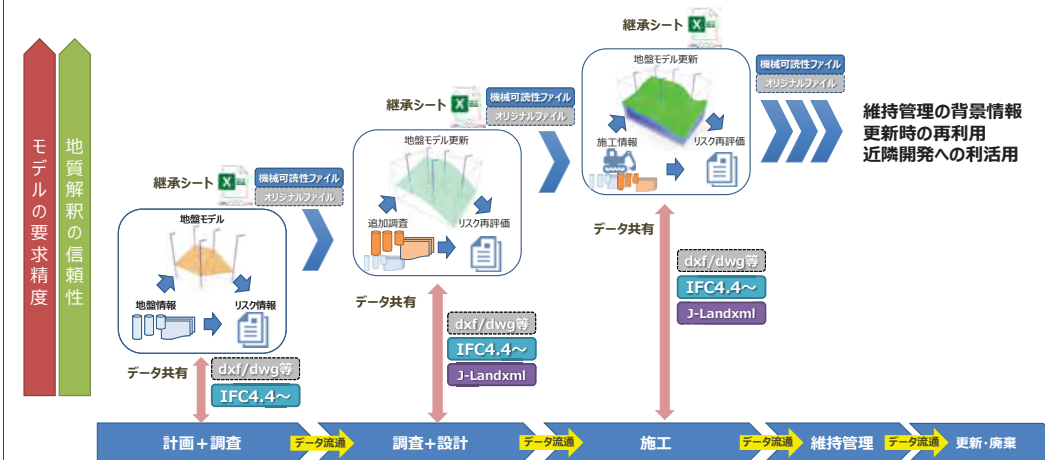 モデルの要求精度
地質解釈の信頼性
継承シート
機械可読性ファイル
オリジナルファイル
地盤モデル
地盤情報
リスク情報
データ共有
dxf/dwg等
IFC4.4～
継承シート
機械可読性ファイル
オリジナルファイル
地盤モデル更新
追加調査
リスク再評価
データ共有
dxf/dwg等
IFC4.4～
J-Landxml
継承シート
機械可読性ファイル
オリジナルファイル
地盤モデル更新
施工情報
リスク再評価
データ共有
dxf/dwg等
IFC4.4～
J-Landxml
維持管理の背景情報
更新時の再利用
近隣開発への利活用
計画＋調査
データ流通
調査＋設計
データ流通
施工
データ流通
維持管理
データ流通
更新・廃棄